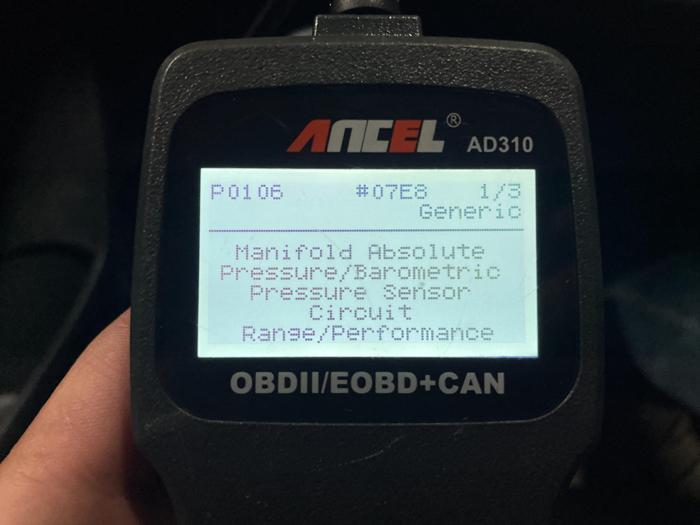 ANCEL® AD310
P0106 #07E8 1/3
Generic
Manifold Absolute
Pressure/Barometric
Pressure Sensor
Circuit
Range/Performance
OBDII/EOBD+CAN